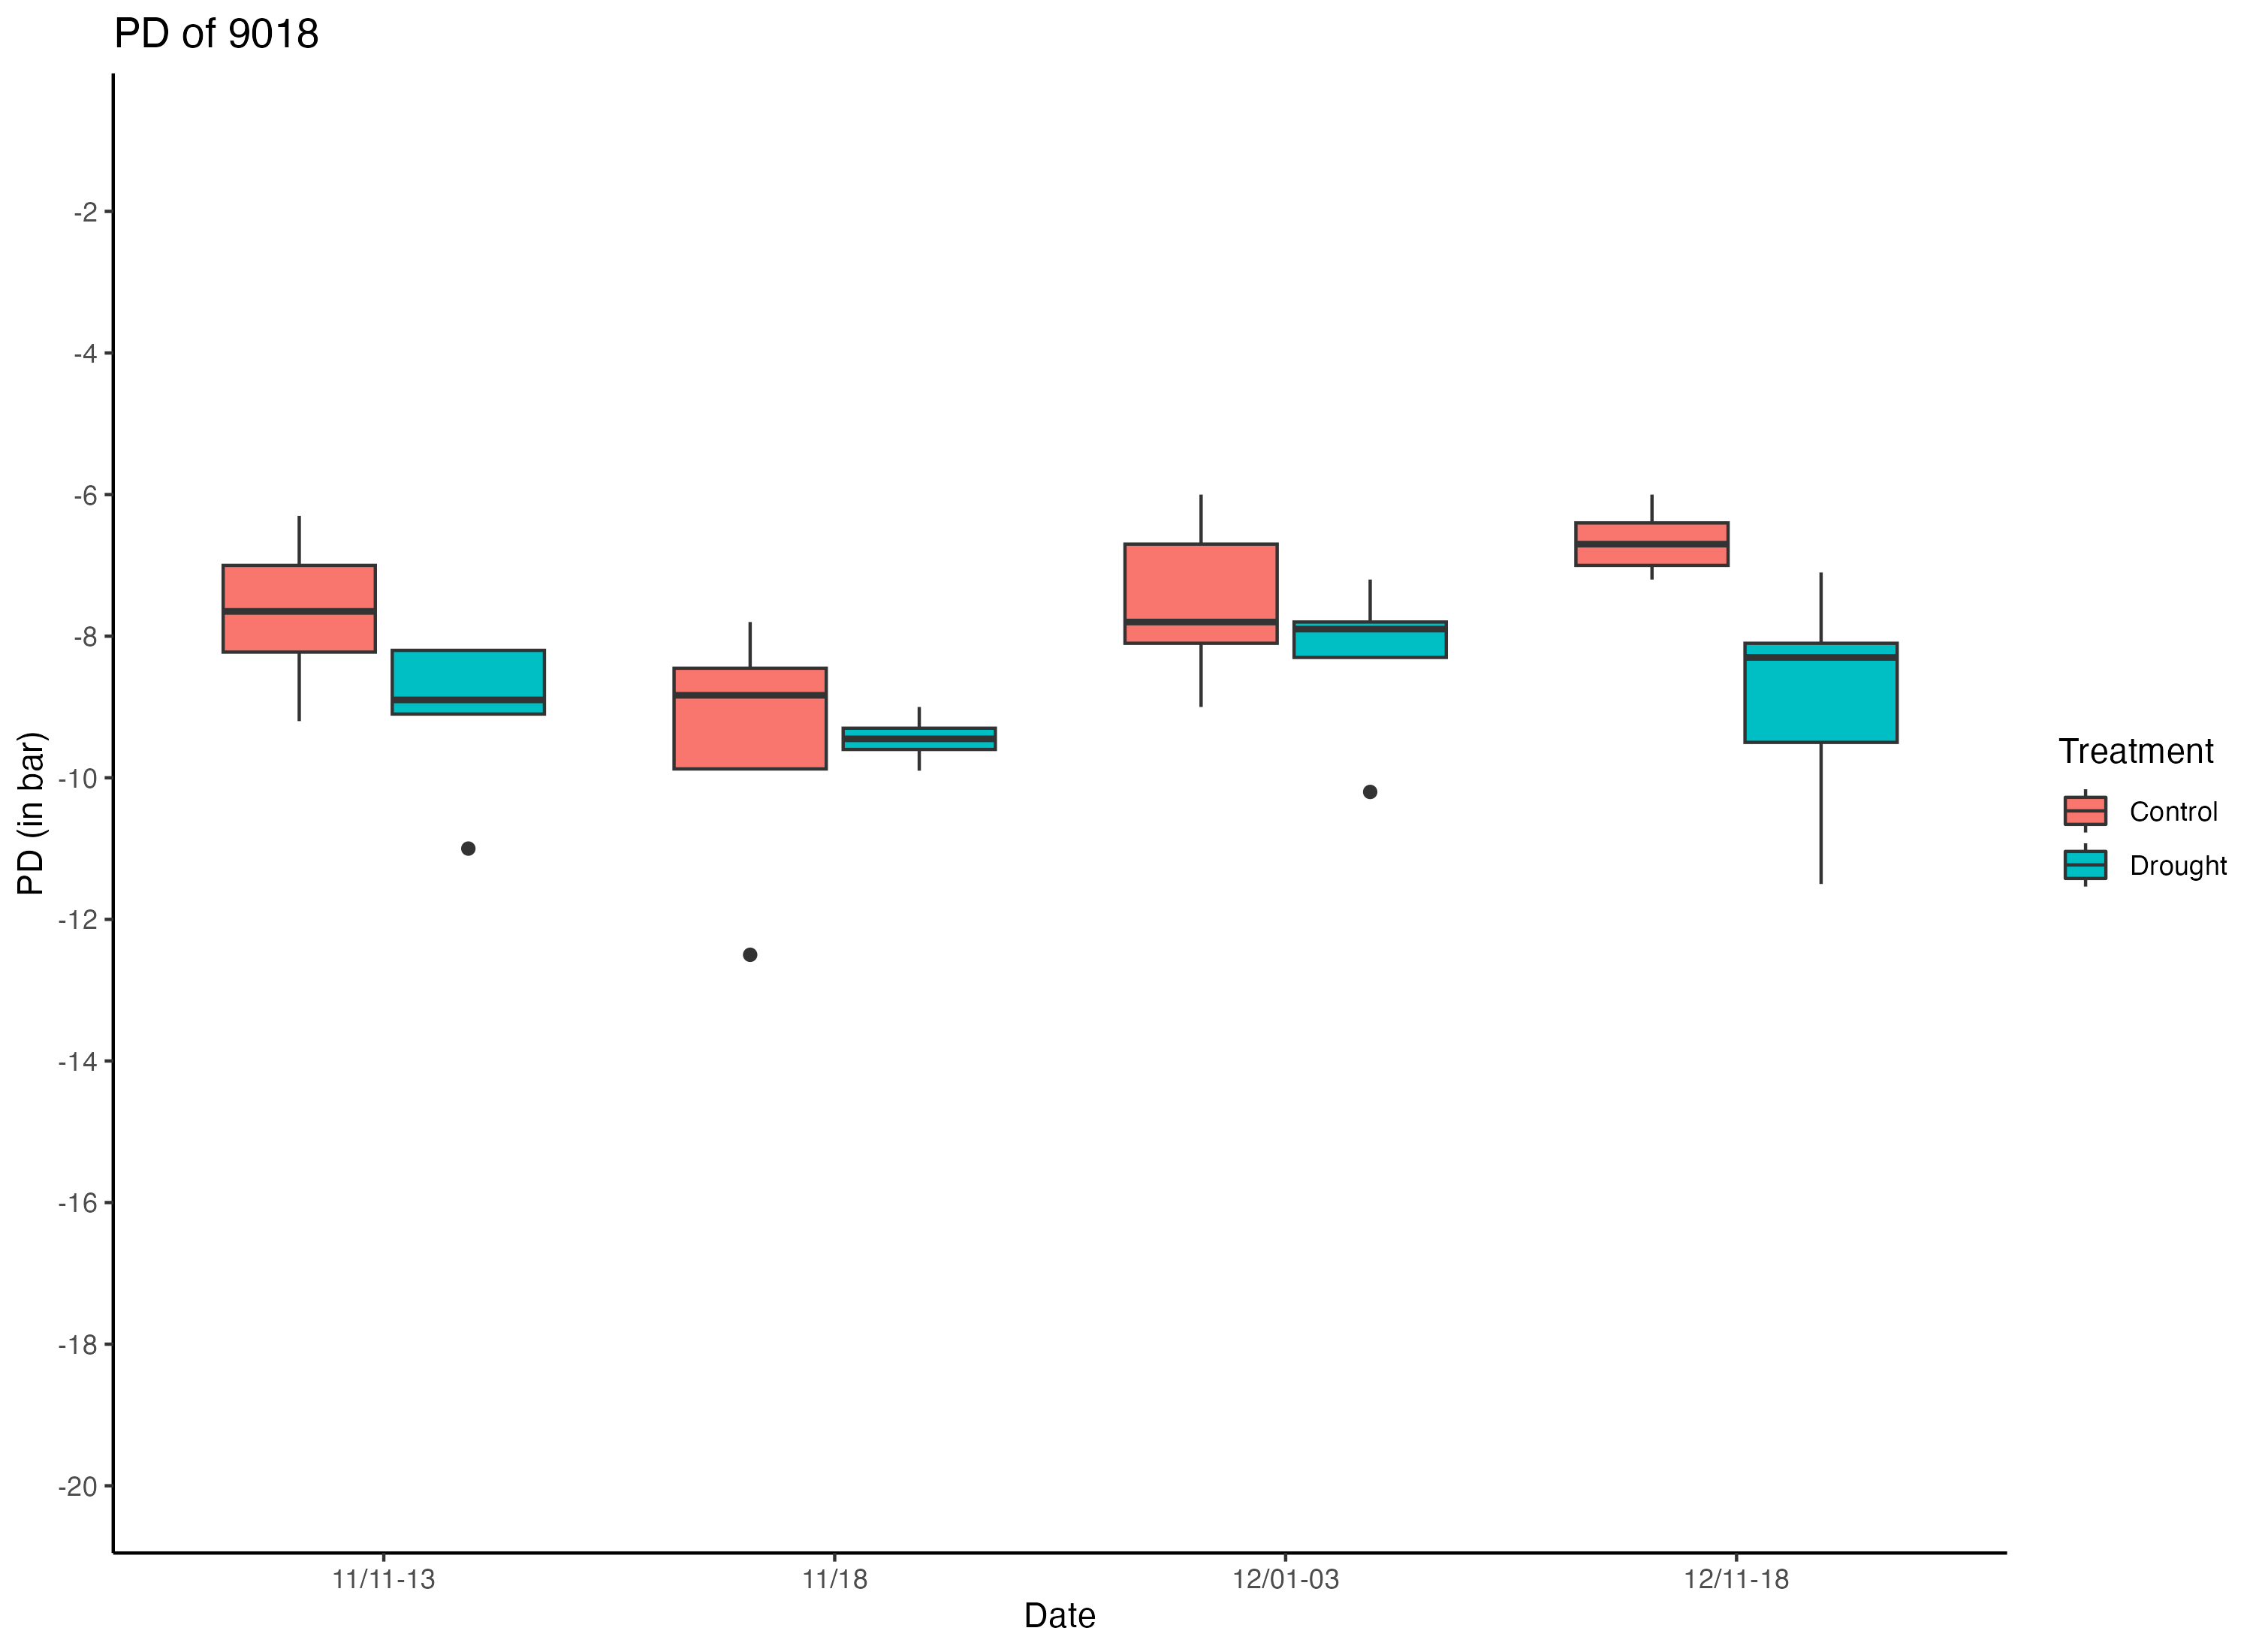 PD of 9018
PD (in bar)
-2
-4
-6
-8
-10
-12
-14
-16
-18
-20
11/11-13
11/18
12/01-03
12/11-18
Date
Treatment
Control
Drought